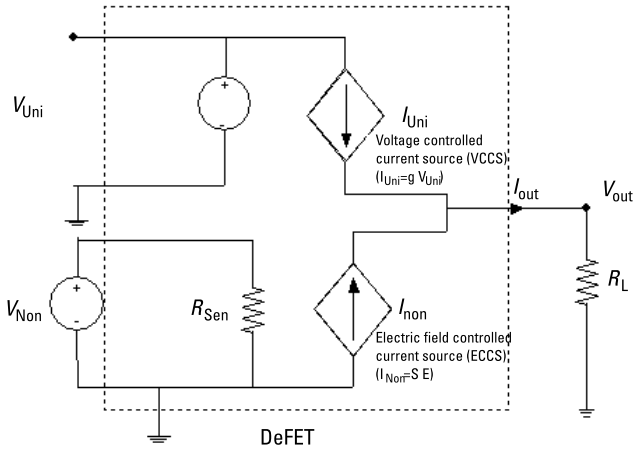 V_Uni
+
-
I_Uni
Voltage controlled
current source (VCCS)
(I_Uni=g V_Uni)
I_out
V_out
V_Non
+
-
R_Sen
I_non
Electric field controlled
current source (ECCS)
(I_Non=S E)
R_L
DeFET